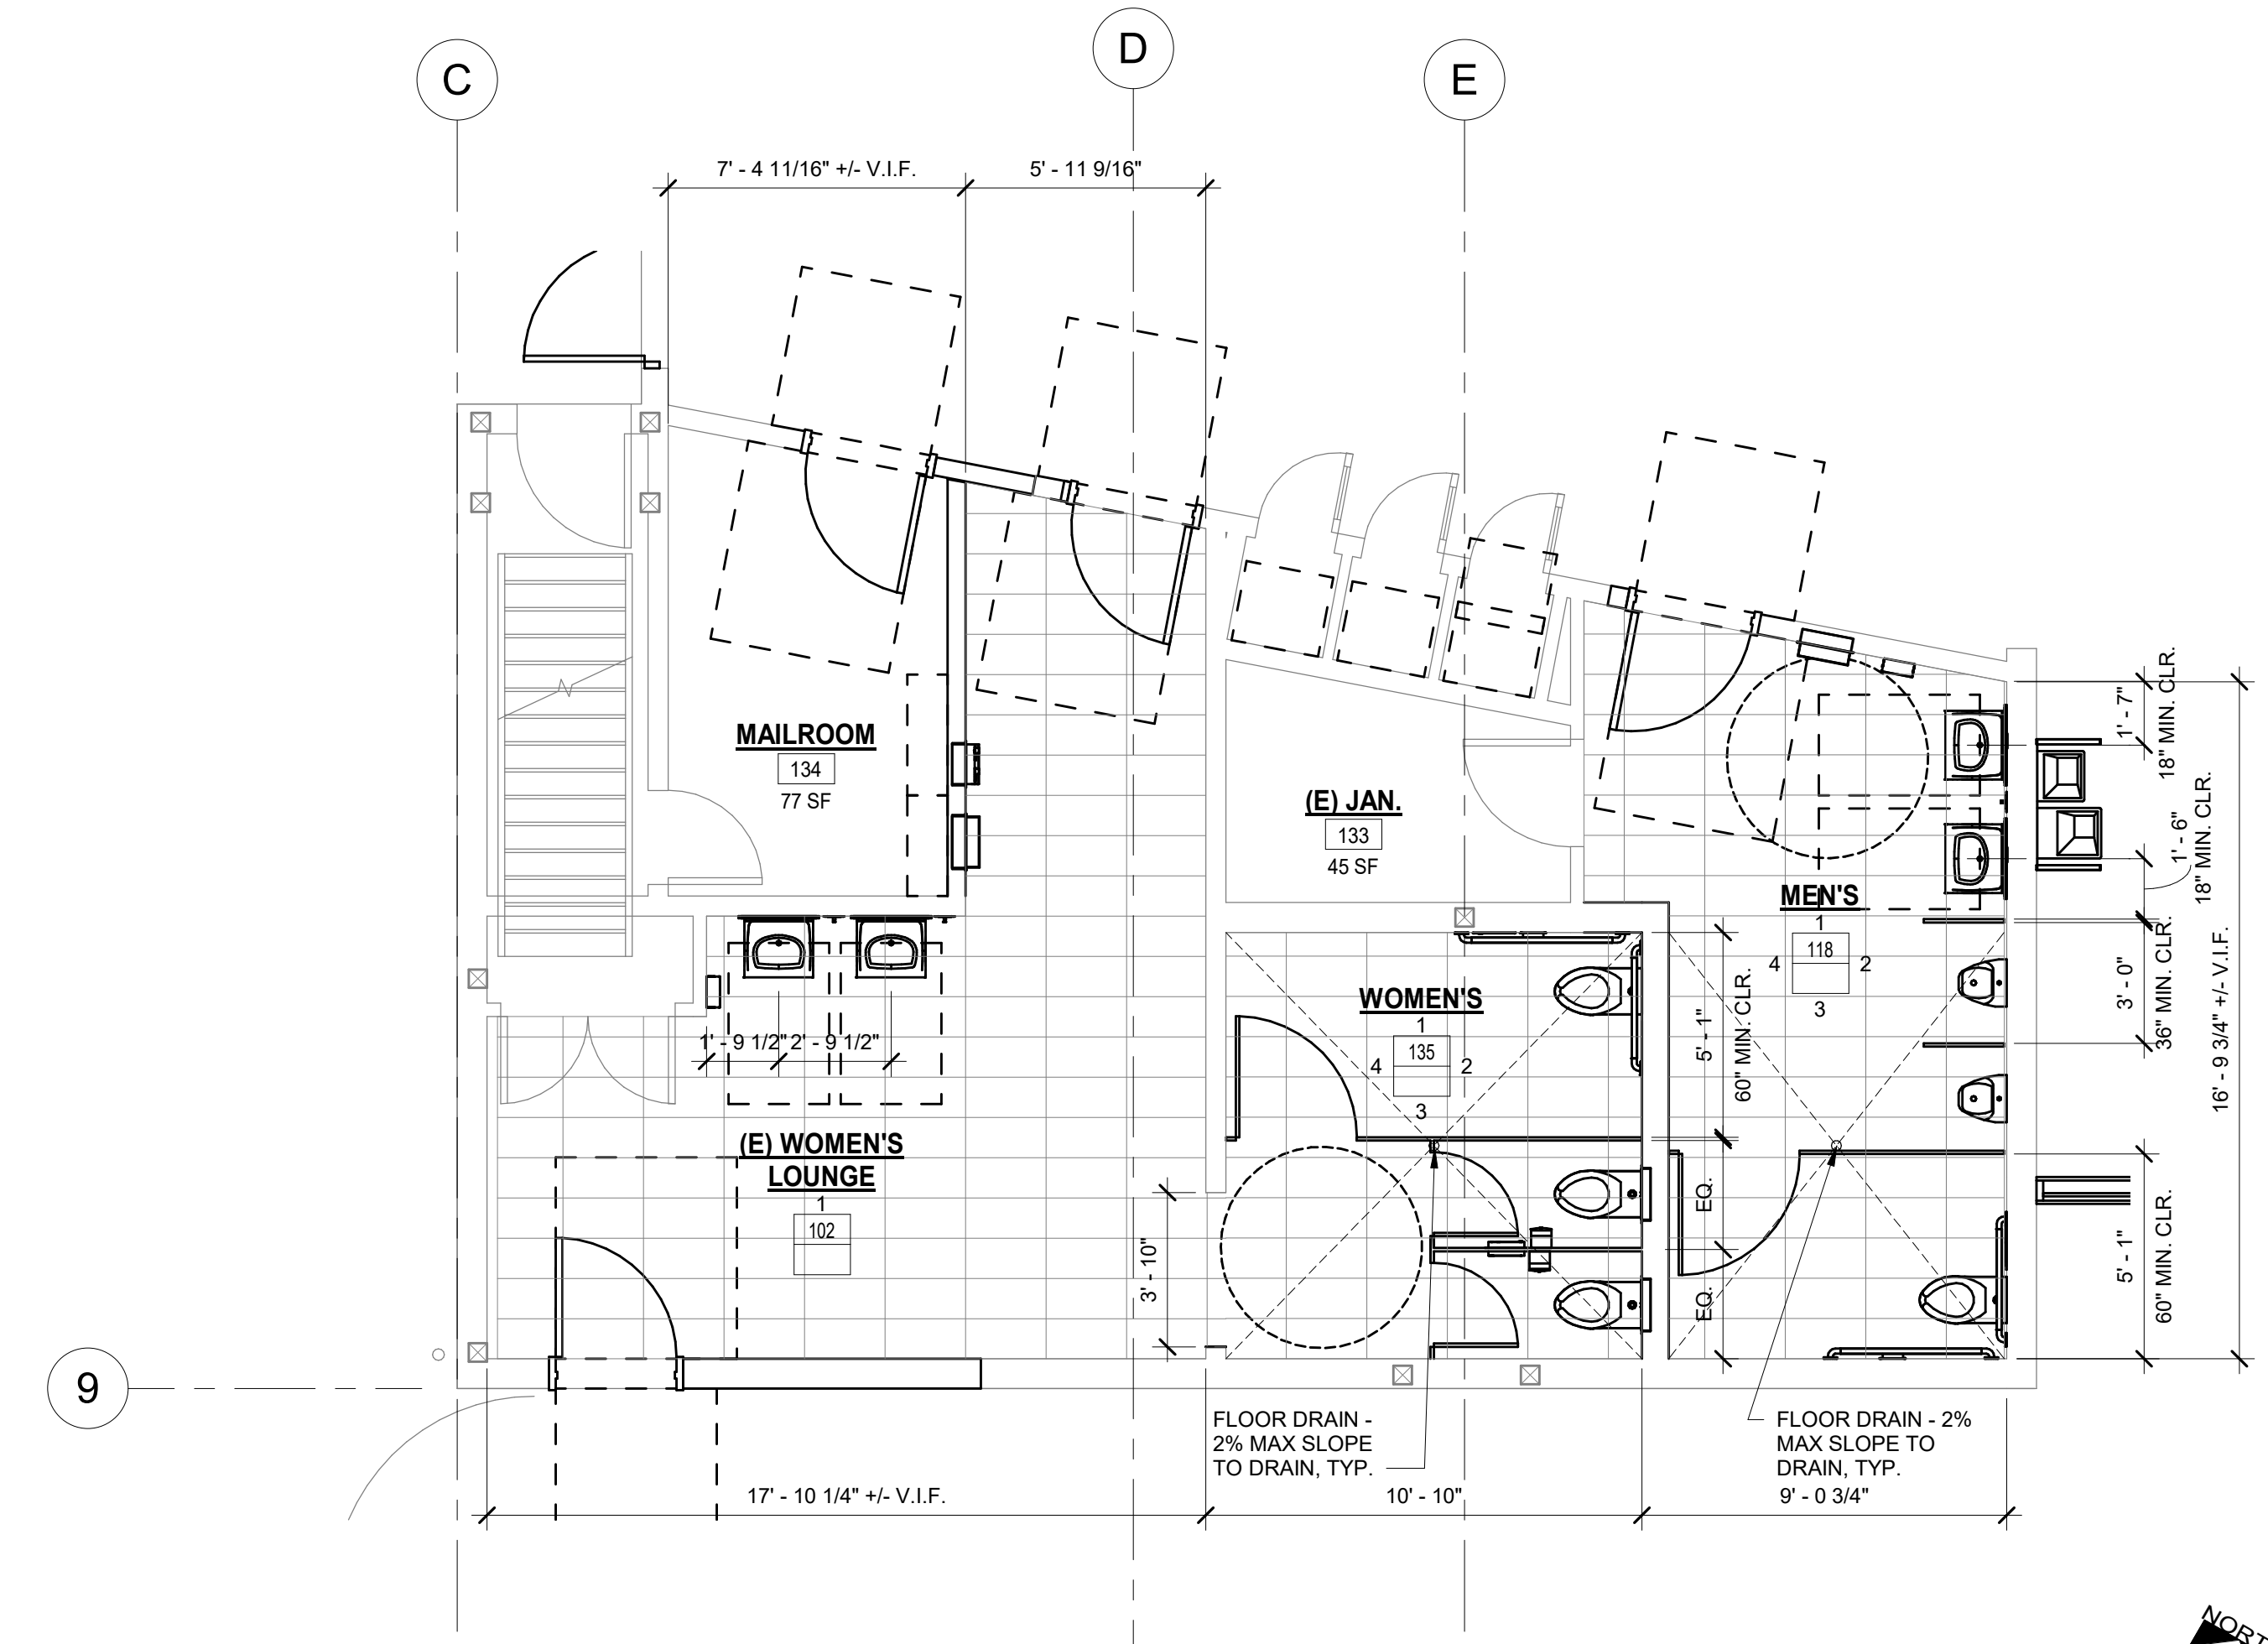 C
D
E
7' - 4 11/16" +/- V.I.F.
5' - 11 9/16"
MAILROOM
134
77 SF
(E) JAN.
133
45 SF
1' - 7"
18" MIN. CLR.
1' - 6"
18" MIN. CLR.
MEN'S
1
4
118
2
3
3' - 0"
36" MIN. CLR.
16' - 9 3/4" +/- V.I.F.
WOMEN'S
1
4
135
2
3
5' - 1"
60" MIN. CLR.
1' - 9 1/2"
2' - 9 1/2"
(E) WOMEN'S
LOUNGE
1
102
3' - 10"
EQ.
EQ.
5' - 1"
60" MIN. CLR.
9
FLOOR DRAIN -
2% MAX SLOPE
TO DRAIN, TYP.
FLOOR DRAIN - 2%
MAX SLOPE TO
DRAIN, TYP.
17' - 10 1/4" +/- V.I.F.
10' - 10"
9' - 0 3/4"
NORT